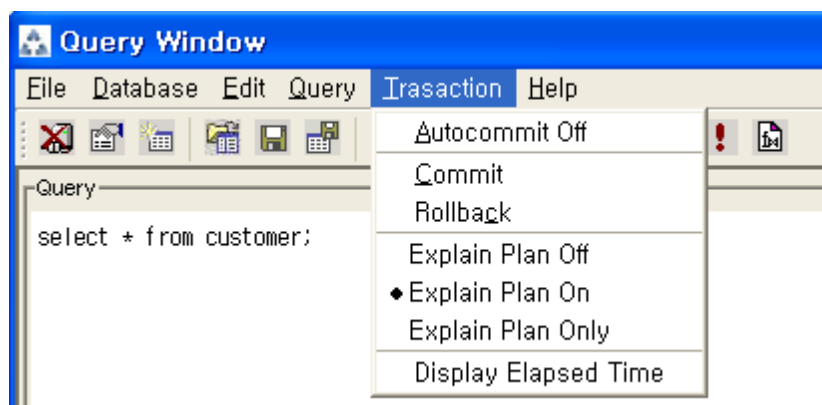 Query Window
File Database Edit Query Trasaction Help
Autocommit Off
Commit
Query
Rollback
select * from customer;
Explain Plan Off
Explain Plan On
Explain Plan Only
Display Elapsed Time